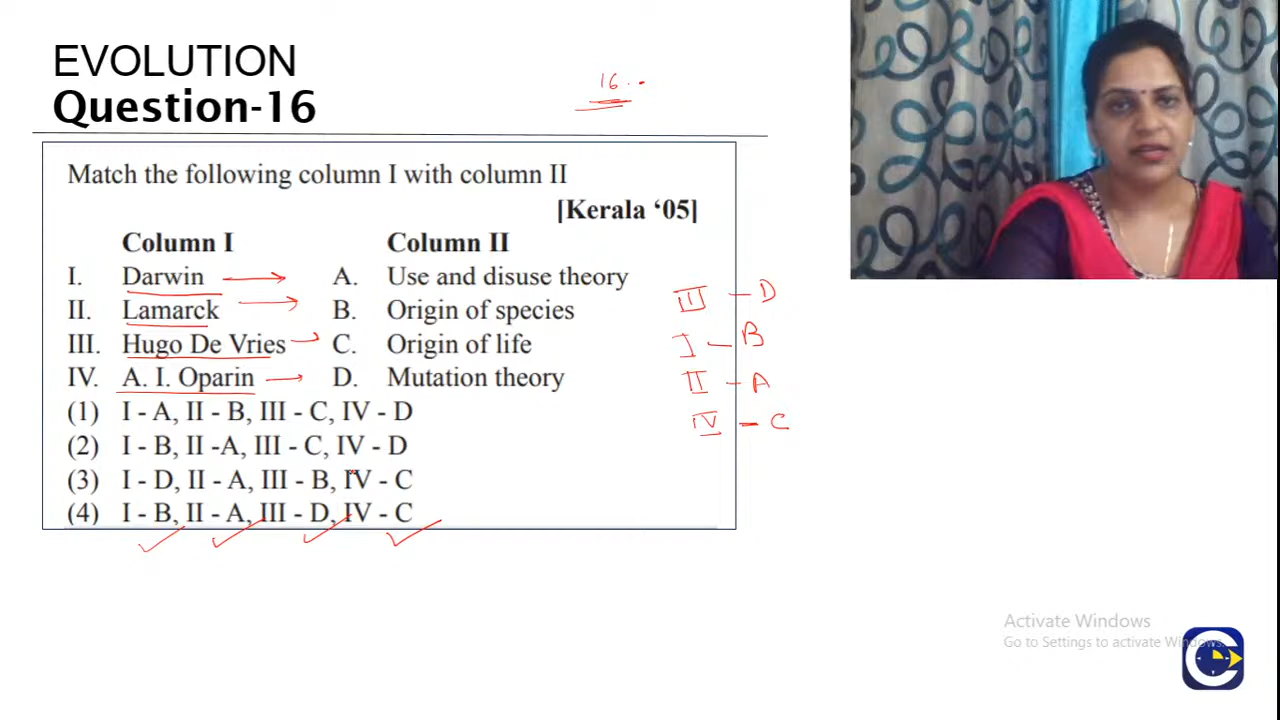 EVOLUTION
Question-16
16..
Match the following column I with column II
[Kerala ‘05]
Column I Column II
I. Darwin A. Use and disuse theory
II. Lamarck B. Origin of species
III. Hugo De Vries C. Origin of life
IV. A. I. Oparin D. Mutation theory
(1) I - A, II - B, III - C, IV - D
(2) I - B, II -A, III - C, IV - D
(3) I - D, II - A, III - B, IV - C
(4) I - B, II - A, III - D, IV - C
III - D
I - B
II - A
IV - C
Activate Windows
Go to Settings to activate Windows.